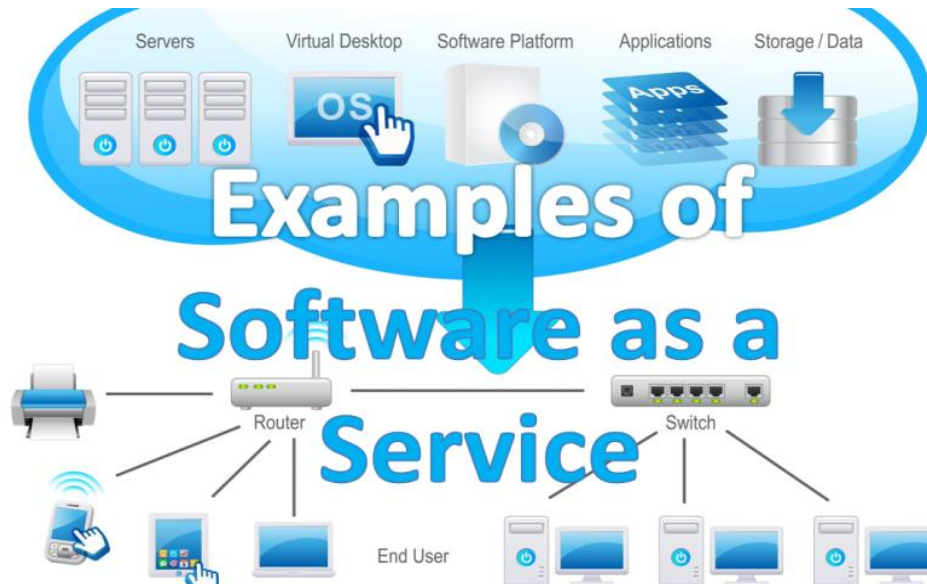 Servers Virtual Desktop Software Platform Applications Storage / Data
OS
Apps
Examples of
Software as a
Router Switch
Service
End User